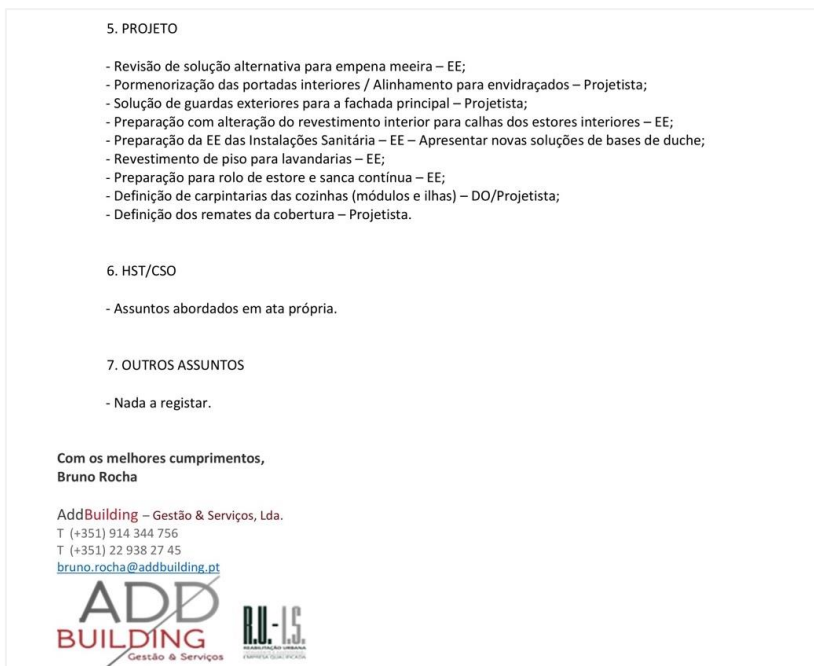 5. PROJETO
- Revisão de solução alternativa para empena meeira – EE;
- Pormenorização das portadas interiores / Alinhamento para envidraçados – Projetista;
- Solução de guardas exteriores para a fachada principal – Projetista;
- Preparação com alteração do revestimento interior para calhas dos estores interiores – EE;
- Preparação da EE das Instalações Sanitária – EE – Apresentar novas soluções de bases de duche;
- Revestimento de piso para lavandarias – EE;
- Preparação para rolo de estore e sanca contínua – EE;
- Definição de carpintarias das cozinhas (módulos e ilhas) – DO/Projetista;
- Definição dos remates da cobertura – Projetista.
6. HST/CSO
- Assuntos abordados em ata própria.
7. OUTROS ASSUNTOS
- Nada a registar.
Com os melhores cumprimentos,
Bruno Rocha
AddBuilding – Gestão & Serviços, Lda.
T (+351) 914 344 756
T (+351) 22 938 27 45
bruno.rocha@addbuilding.pt
ADD
BUILDING
Gestão & Serviços
R.U.-I.S.
REABILITAÇÃO URBANA
EMPRESA QUALIFICADA